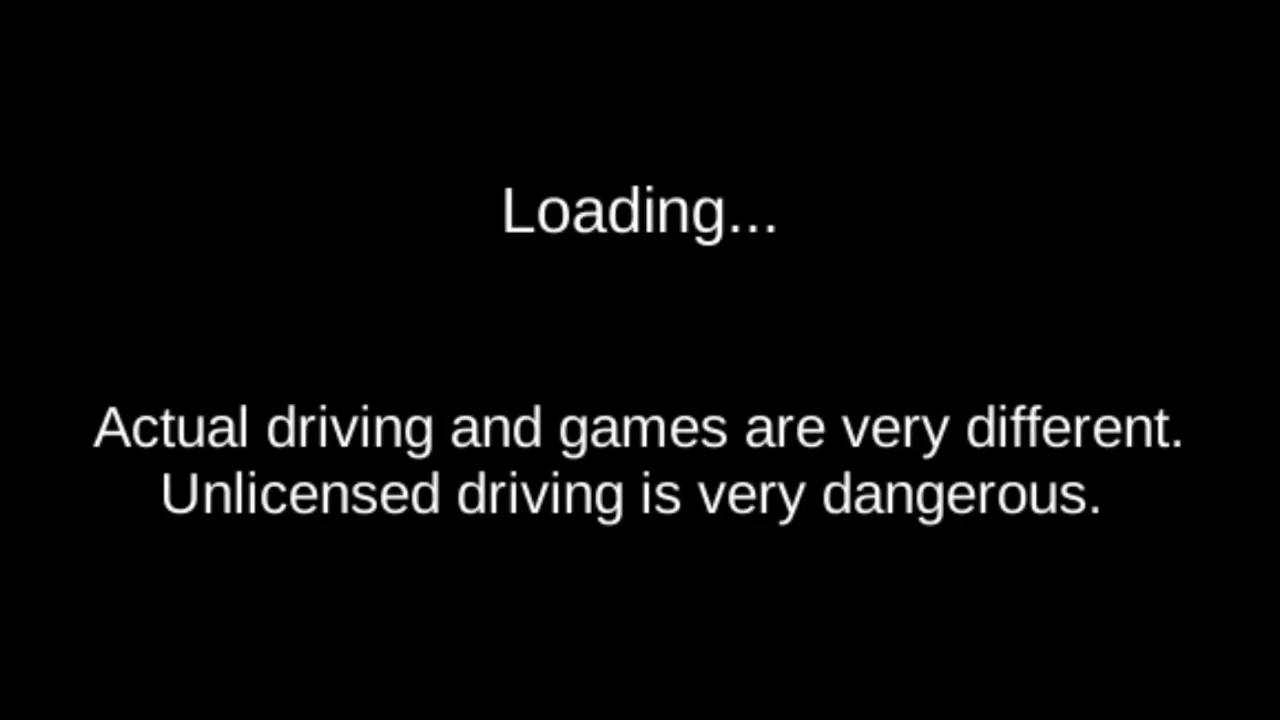 Loading...
Actual driving and games are very different.
Unlicensed driving is very dangerous.